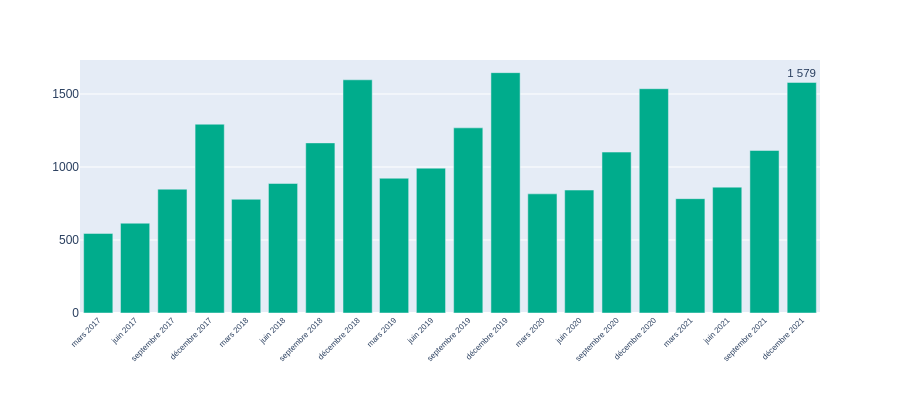 1 579
1500
1000
500
0
mars 2017
juin 2017
septembre 2017
décembre 2017
mars 2018
juin 2018
septembre 2018
décembre 2018
mars 2019
juin 2019
septembre 2019
décembre 2019
mars 2020
juin 2020
septembre 2020
décembre 2020
mars 2021
juin 2021
septembre 2021
décembre 2021